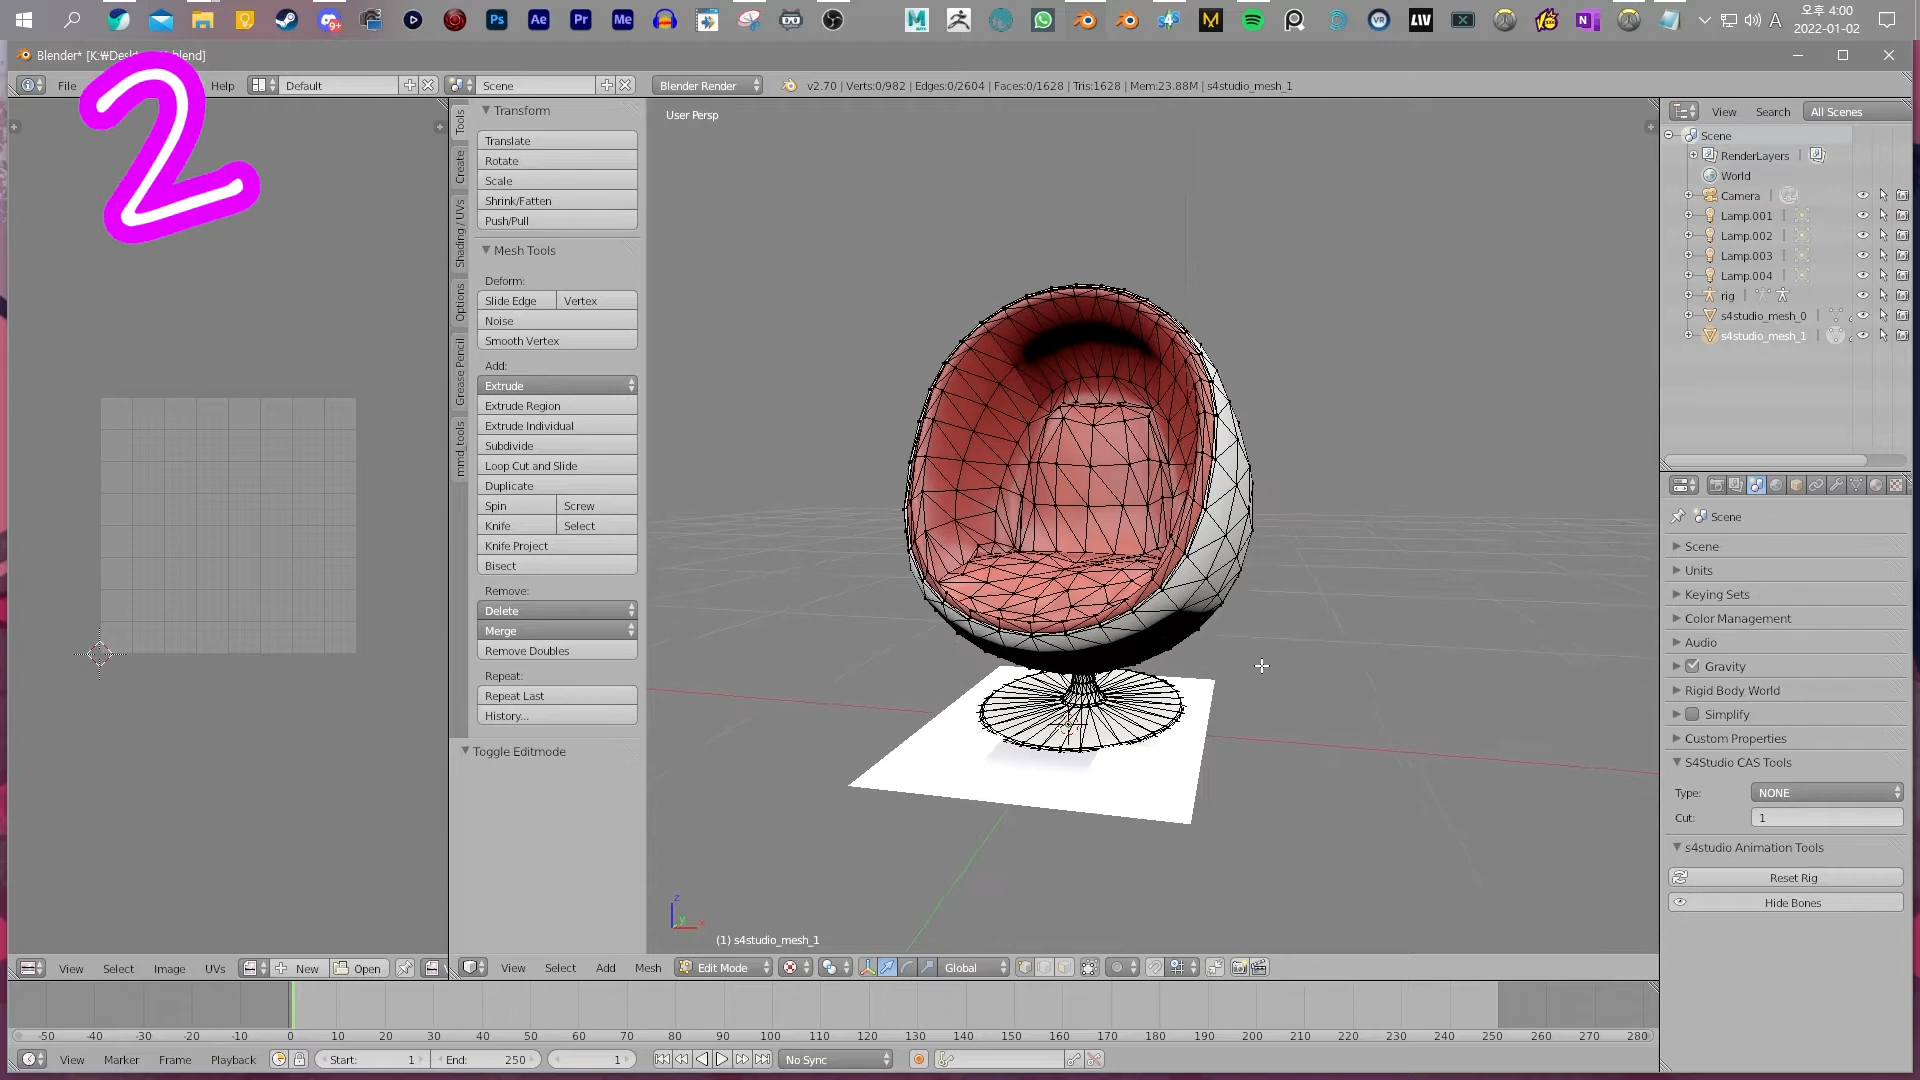 Ps
Ae
Pr
Me
9+
M
VR
LIV
N
A
오후 4:00
2022-01-02
Blender* [K:₩Desk
.blend]
2
File
Help
Default
Scene
Blender Render
v2.70 | Verts:0/982 | Edges:0/2604 | Faces:0/1628 | Tris:1628 | Mem:23.88M | s4studio_mesh_1
Tools
Create
Shading / UVs
Options
Grease Pencil
mmd_tools
Transform
Translate
Rotate
Scale
Shrink/Fatten
Push/Pull
Mesh Tools
Deform:
Slide Edge
Vertex
Noise
Smooth Vertex
Add:
Extrude
Extrude Region
Extrude Individual
Subdivide
Loop Cut and Slide
Duplicate
Spin
Screw
Knife
Select
Knife Project
Bisect
Remove:
Delete
Merge
Remove Doubles
Repeat:
Repeat Last
History...
Toggle Editmode
User Persp
z
y
x
(1) s4studio_mesh_1
View
Search
All Scenes
Scene
RenderLayers
World
Camera
Lamp.001
Lamp.002
Lamp.003
Lamp.004
rig
s4studio_mesh_0
s4studio_mesh_1
Scene
Scene
Units
Keying Sets
Color Management
Audio
Gravity
Rigid Body World
Simplify
Custom Properties
S4Studio CAS Tools
Type:
NONE
Cut:
1
s4studio Animation Tools
Reset Rig
Hide Bones
View
Select
Image
UVs
New
Open
View
Select
Add
Mesh
Edit Mode
Global
-50 -40 -30 -20 -10 0 10 20 30 40 50 60 70 80 90 100 110 120 130 140 150 160 170 180 190 200 210 220 230 240 250 260 270 280
View
Marker
Frame
Playback
Start: 1
End: 250
1
No Sync